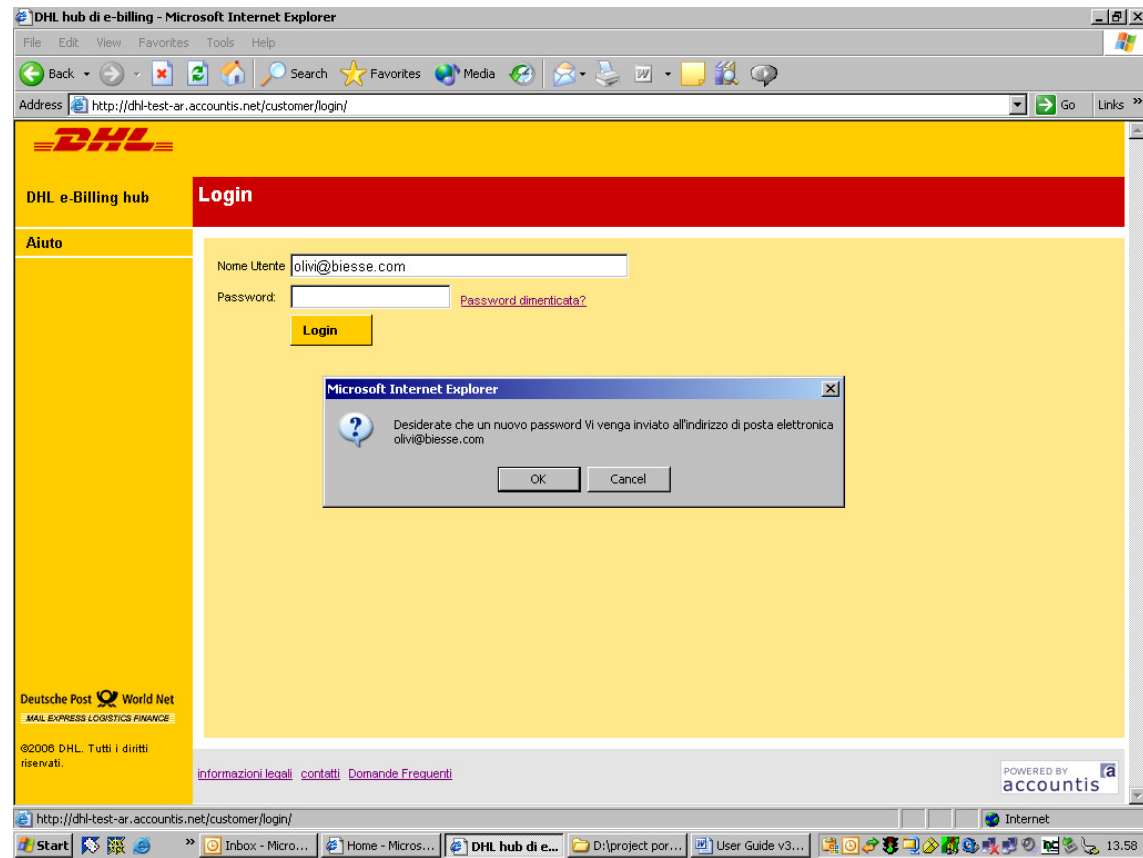 DHL hub di e-billing - Microsoft Internet Explorer
File Edit View Favorites Tools Help
Back Search Favorites Media
Address http://dhl-test-ar.accountis.net/customer/login/ Go Links »
DHL
DHL e-Billing hub
Login
Aiuto
Nome Utente olivi@biesse.com
Password: Password dimenticata?
Login
Microsoft Internet Explorer
Desiderate che un nuovo password Vi venga inviato all'indirizzo di posta elettronica
olivi@biesse.com
OK Cancel
Deutsche Post World Net
MAIL EXPRESS LOGISTICS FINANCE
©2006 DHL. Tutti i diritti
riservati.
informazioni legali contatti Domande Frequenti
POWERED BY
accountis
http://dhl-test-ar.accountis.net/customer/login/ Internet
Start » Inbox - Micro... Home - Micros... DHL hub di e... D:\project por... User Guide v3... 13.58